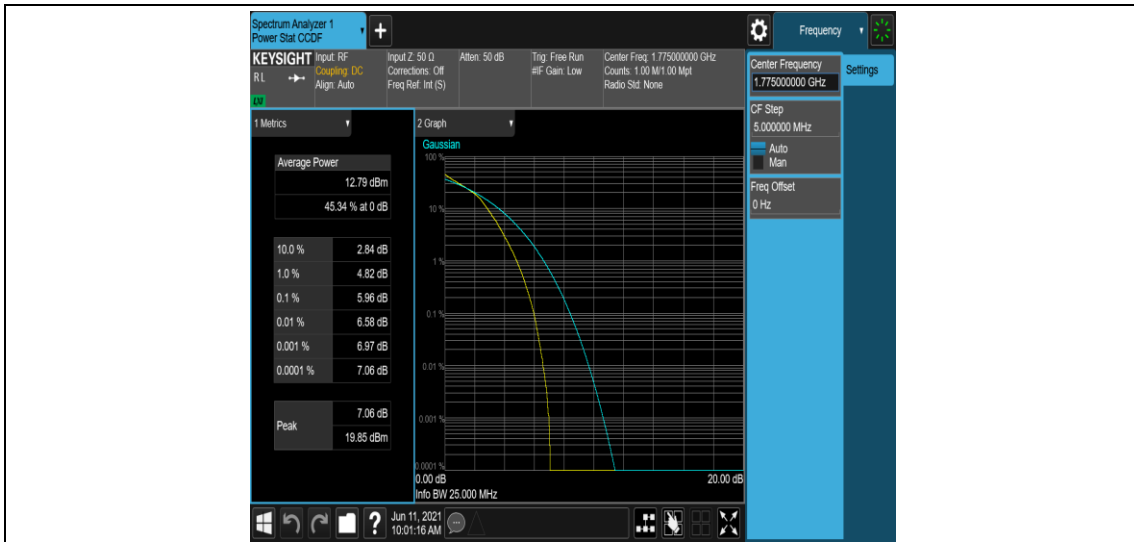 Spectrum Analyzer 1
Power Stat CCDF
+
Frequency
KEYSIGHT
Input: RF
Coupling: DC
Align: Auto
RL
LXI
Input Z: 50 Ω
Corrections: Off
Freq Ref: Int (S)
Atten: 50 dB
Trig: Free Run
#IF Gain: Low
Center Freq: 1.775000000 GHz
Counts: 1.00 M/1.00 Mpt
Radio Std: None
Center Frequency
1.775000000 GHz
Settings
CF Step
5.000000 MHz
Auto
Man
Freq Offset
0 Hz
1 Metrics
Average Power
12.79 dBm
45.34 % at 0 dB
10.0 % 2.84 dB
1.0 % 4.82 dB
0.1 % 5.96 dB
0.01 % 6.58 dB
0.001 % 6.97 dB
0.0001 % 7.06 dB
Peak
7.06 dB
19.85 dBm
2 Graph
Gaussian
100 %
10 %
1 %
0.1 %
0.01 %
0.001 %
0.0001 %
0.00 dB 20.00 dB
Info BW 25.000 MHz
?
Jun 11, 2021
10:01:16 AM